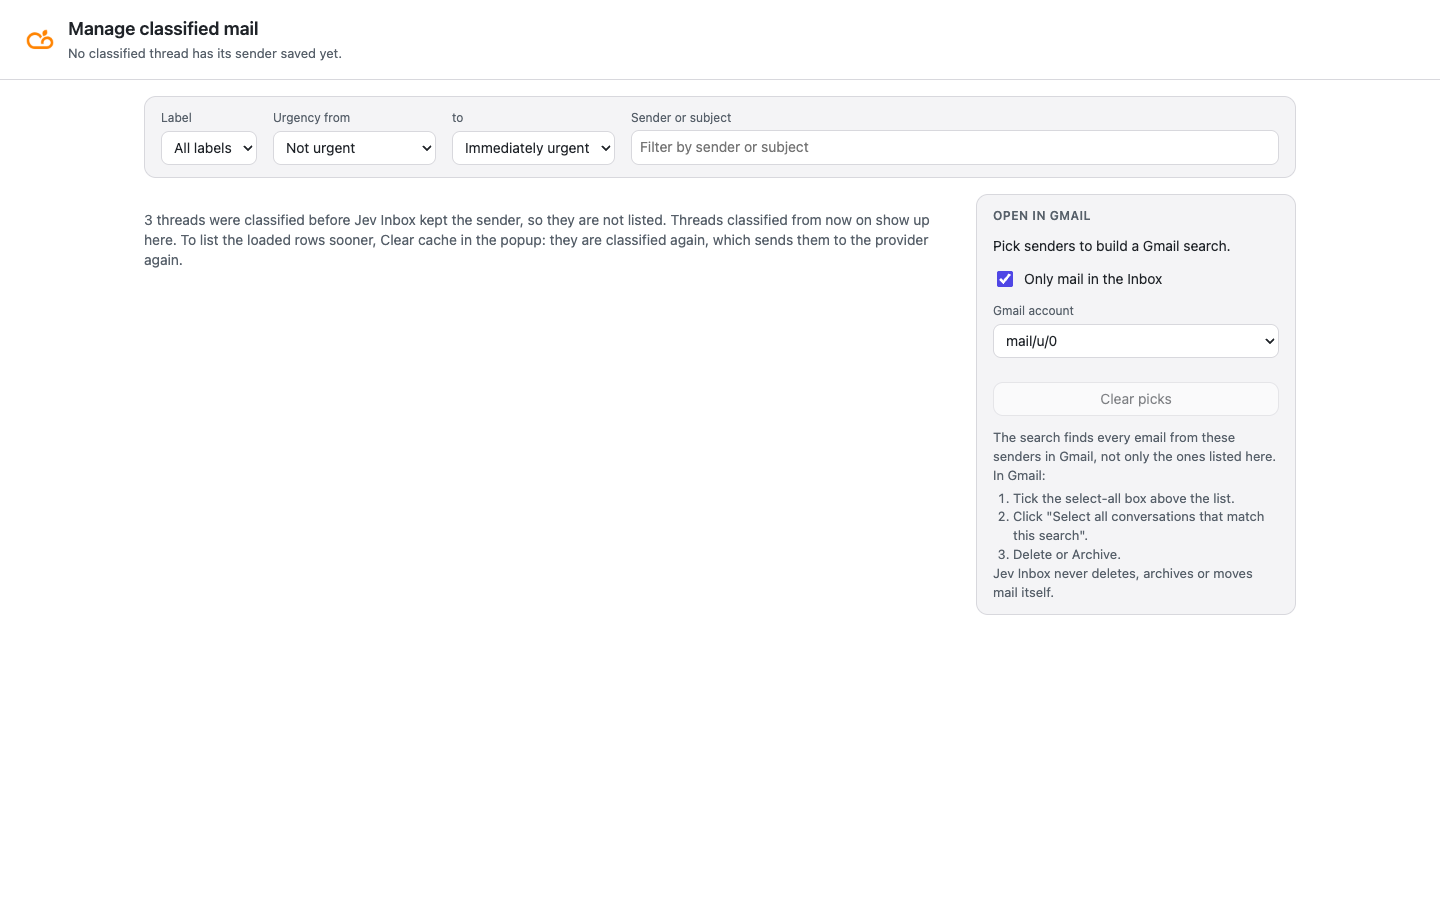 Manage classified mail
No classified thread has its sender saved yet.
Label
Urgency from
to
Sender or subject
All labels
Not urgent
Immediately urgent
Filter by sender or subject
3 threads were classified before Jev Inbox kept the sender, so they are not listed. Threads classified from now on show up
here. To list the loaded rows sooner, Clear cache in the popup: they are classified again, which sends them to the provider
again.
OPEN IN GMAIL
Pick senders to build a Gmail search.
Only mail in the Inbox
Gmail account
mail/u/0
Clear picks
The search finds every email from these
senders in Gmail, not only the ones listed here.
In Gmail:
1. Tick the select-all box above the list.
2. Click "Select all conversations that match
this search".
3. Delete or Archive.
Jev Inbox never deletes, archives or moves
mail itself.